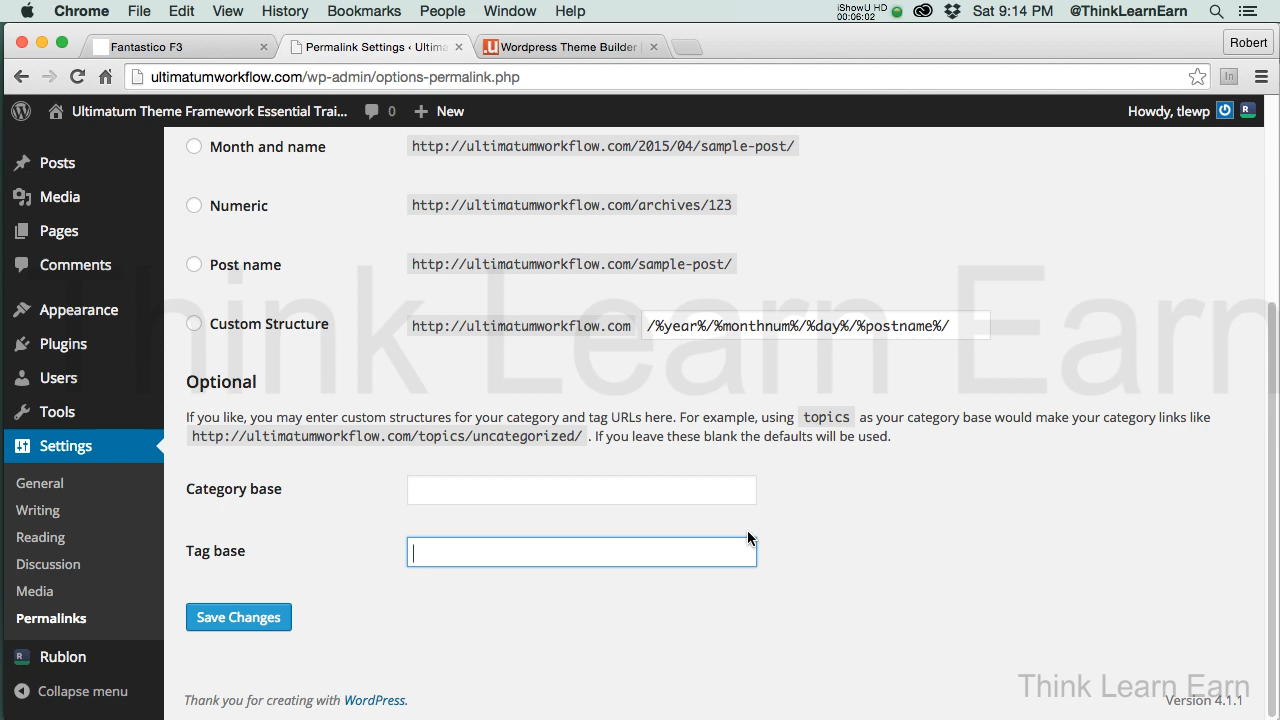 Chrome File Edit View History Bookmarks People Window Help iShowU HD 00:06:02 Sat 9:14 PM @ThinkLearnEarn
Fantastico F3 × Permalink Settings ‹ Ultima × Wordpress Theme Builder × Robert
ultimatumworkflow.com/wp-admin/options-permalink.php In
Ultimatum Theme Framework Essential Trai... 0 New Howdy, tlewp R
Month and name http://ultimatumworkflow.com/2015/04/sample-post/
Posts
Media
Numeric http://ultimatumworkflow.com/archives/123
Pages
Comments
Post name http://ultimatumworkflow.com/sample-post/
Appearance
Custom Structure http://ultimatumworkflow.com /%year%/%monthnum%/%day%/%postname%/
Think Learn Earn
Plugins
Users
Optional
Tools
If you like, you may enter custom structures for your category and tag URLs here. For example, using topics as your category base would make your category links like
http://ultimatumworkflow.com/topics/uncategorized/ . If you leave these blank the defaults will be used.
Settings
General
Category base
Writing
Reading
Tag base
Discussion
Media
Permalinks
Save Changes
R Rublon
Collapse menu
Thank you for creating with WordPress.
Think Learn Earn
Version 4.1.1